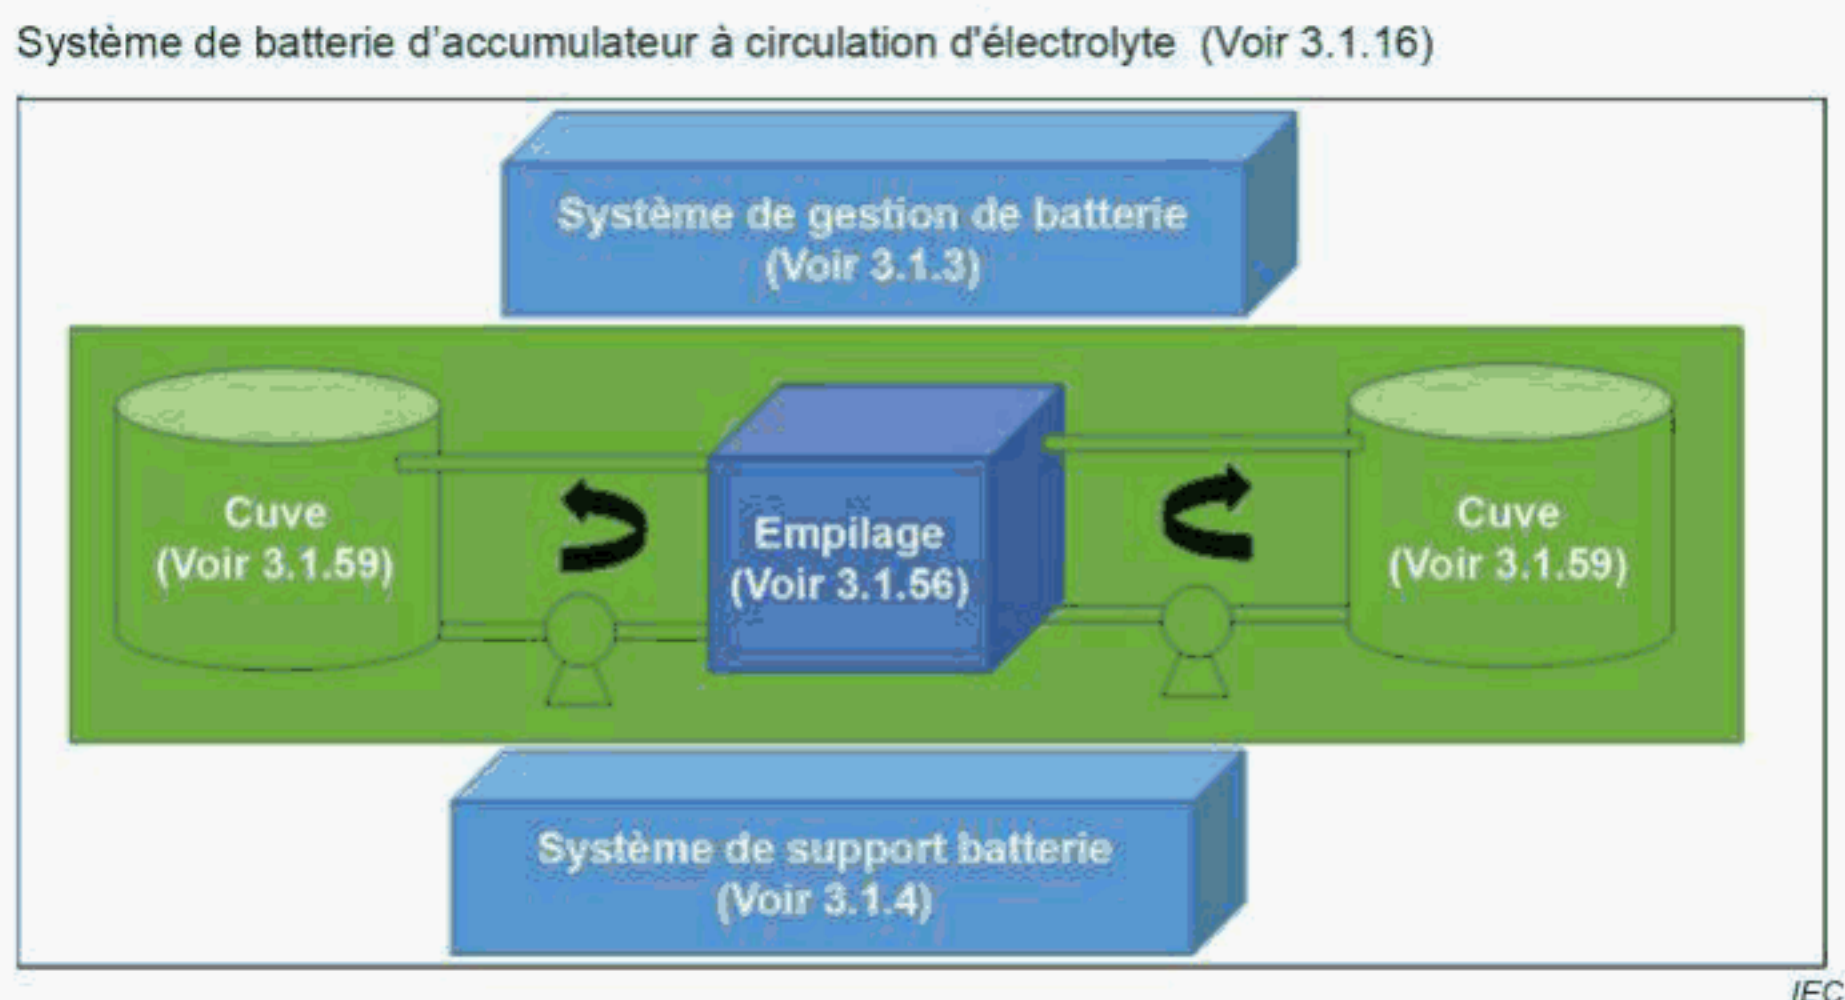 Système de batterie d'accumulateur à circulation d'électrolyte (Voir 3.1.16)
Système de gestion de batterie
(Voir 3.1.3)
Cuve
(Voir 3.1.59)
Empilage
(Voir 3.1.56)
Cuve
(Voir 3.1.59)
Système de support batterie
(Voir 3.1.4)
IEC